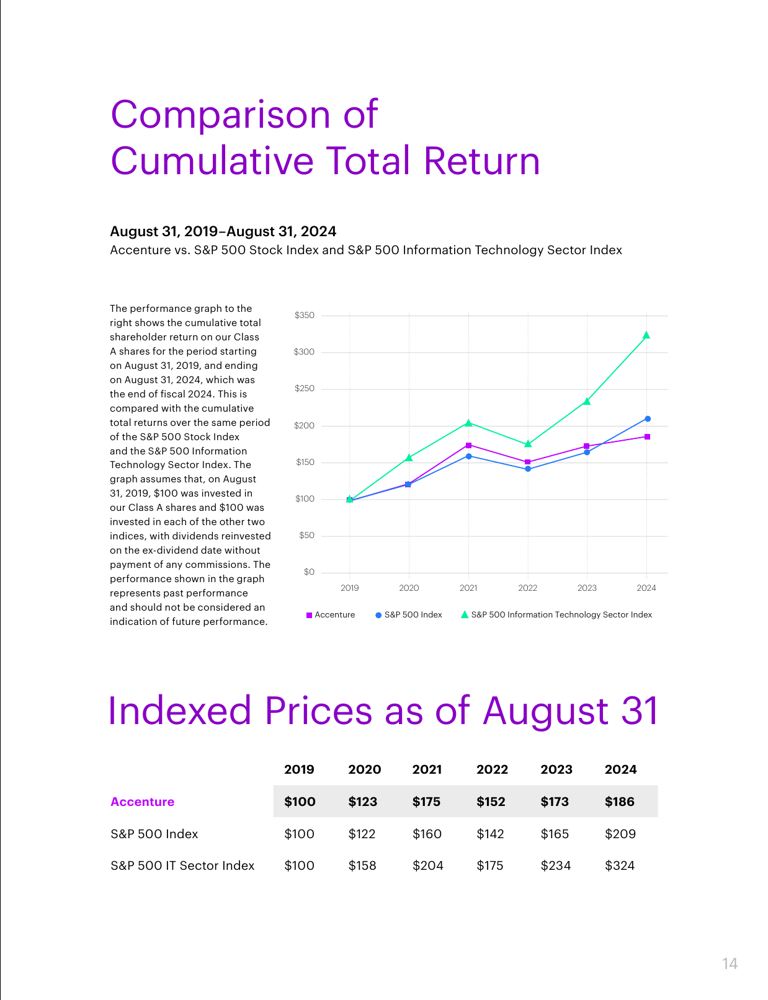 Comparison of
Cumulative Total Return
August 31, 2019–August 31, 2024
Accenture vs. S&P 500 Stock Index and S&P 500 Information Technology Sector Index
The performance graph to the
right shows the cumulative total
shareholder return on our Class
A shares for the period starting
on August 31, 2019, and ending
on August 31, 2024, which was
the end of fiscal 2024. This is
compared with the cumulative
total returns over the same period
of the S&P 500 Stock Index
and the S&P 500 Information
Technology Sector Index. The
graph assumes that, on August
31, 2019, $100 was invested in
our Class A shares and $100 was
invested in each of the other two
indices, with dividends reinvested
on the ex-dividend date without
payment of any commissions. The
performance shown in the graph
represents past performance
and should not be considered an
indication of future performance.
$350
$300
$250
$200
$150
$100
$50
$0
2019 2020 2021 2022 2023 2024
Accenture S&P 500 Index S&P 500 Information Technology Sector Index
Indexed Prices as of August 31
2019 2020 2021 2022 2023 2024
Accenture $100 $123 $175 $152 $173 $186
S&P 500 Index $100 $122 $160 $142 $165 $209
S&P 500 IT Sector Index $100 $158 $204 $175 $234 $324
14